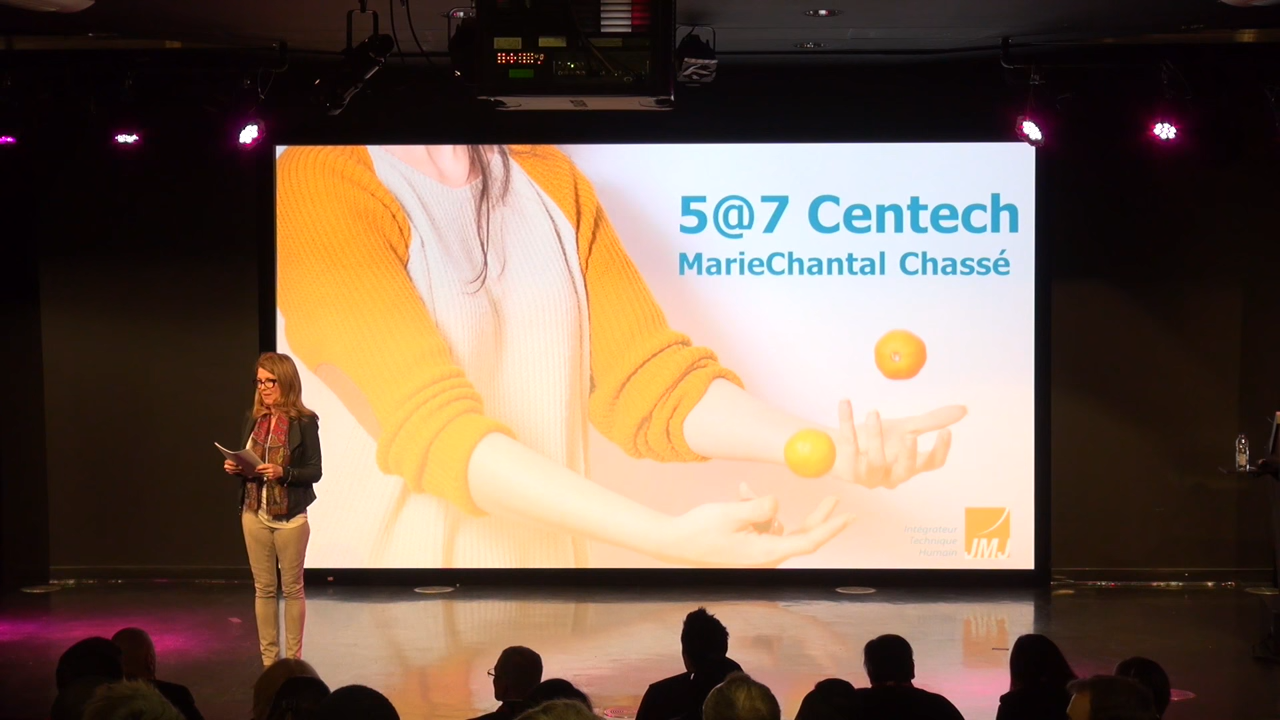 5@7 Centech
MarieChantal Chassé
Intégrateur
Technique
Humain
JMJ